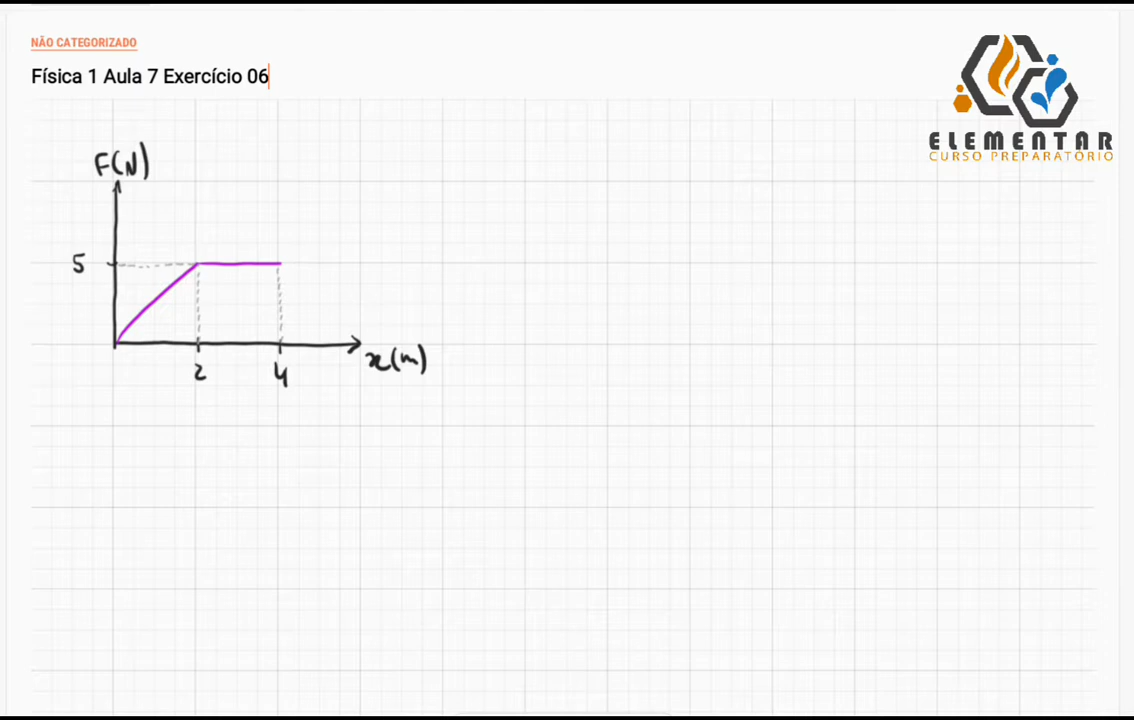 NÃO CATEGORIZADO
Física 1 Aula 7 Exercício 06
ELEMENTAR
CURSO PREPARATÓRIO
F(N)
5
2
4
x(m)